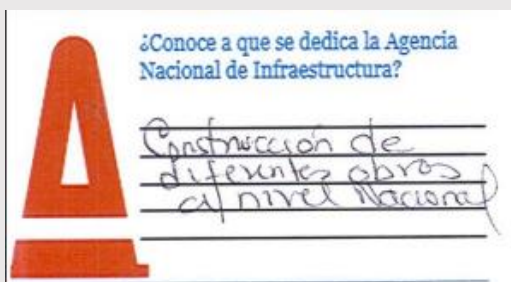 ¿Conoce a que se dedica la Agencia
Nacional de Infraestructura?
Construcción de
diferentes obras
al nivel Nacional